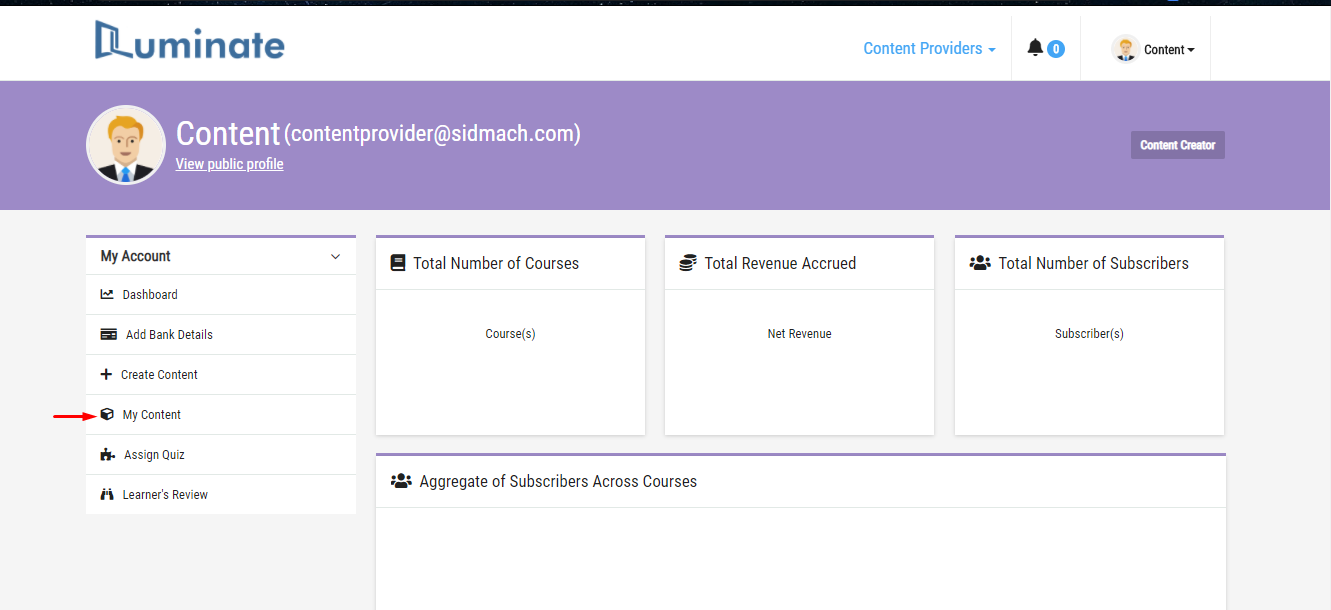 Luminate
Content Providers
0
Content
Content (contentprovider@sidmach.com)
View public profile
Content Creator
My Account
Dashboard
Add Bank Details
Create Content
My Content
Assign Quiz
Learner's Review
Total Number of Courses
Course(s)
Total Revenue Accrued
Net Revenue
Total Number of Subscribers
Subscriber(s)
Aggregate of Subscribers Across Courses